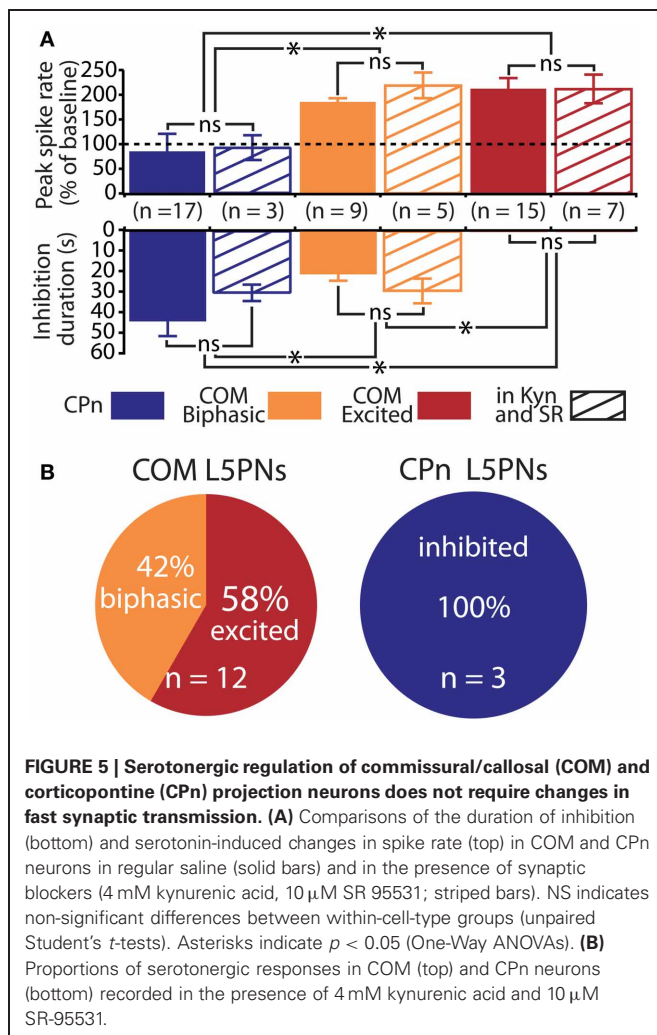 A
* *
ns ns ns
Peak spike rate
(% of baseline)
250
200
150
100
50
0
(n =17) (n = 3) (n = 9) (n = 5) (n = 15) (n = 7)
Inhibition
duration (s)
0
10
20
30
40
50
60
ns
ns
ns
*
*
*
CPn COM Biphasic COM Excited in Kyn and SR
B
COM L5PNs CPn L5PNs
42%
biphasic
58%
excited
n = 12
inhibited
100%
n = 3
FIGURE 5 | Serotonergic regulation of commissural/callosal (COM) and
corticopontine (CPn) projection neurons does not require changes in
fast synaptic transmission. (A) Comparisons of the duration of inhibition
(bottom) and serotonin-induced changes in spike rate (top) in COM and CPn
neurons in regular saline (solid bars) and in the presence of synaptic
blockers (4 mM kynurenic acid, 10 μM SR 95531; striped bars). NS indicates
non-significant differences between within-cell-type groups (unpaired
Student's t-tests). Asterisks indicate p < 0.05 (One-Way ANOVAs). (B)
Proportions of serotonergic responses in COM (top) and CPn neurons
(bottom) recorded in the presence of 4 mM kynurenic acid and 10 μM
SR-95531.